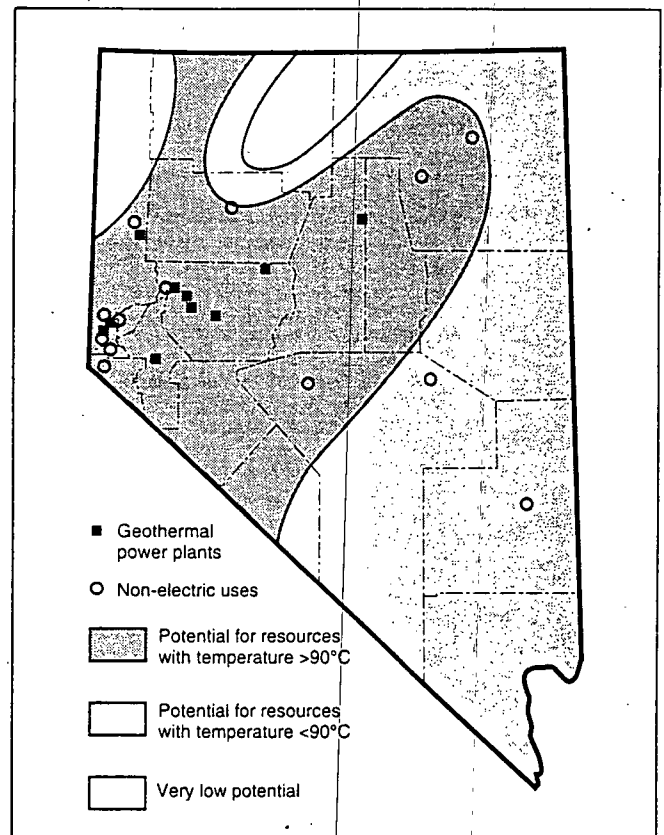 Geothermal
power plants
Non-electric uses
Potential for resources
with temperature >90°C
Potential for resources
with temperature <90°C
Very low potential